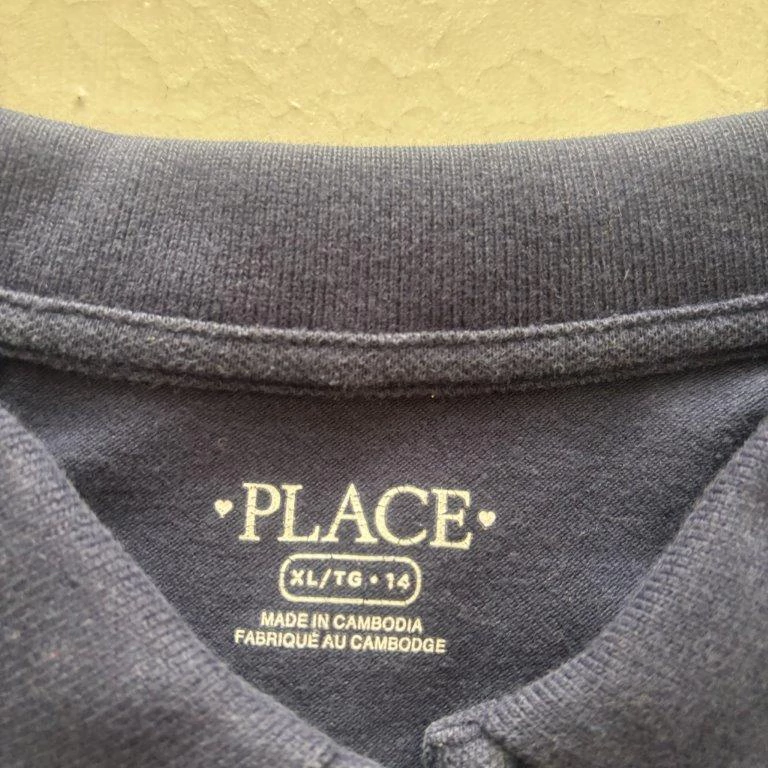 ♥PLACE♥
XL/TG • 14
MADE IN CAMBODIA
FABRIQUÉ AU CAMBODGE